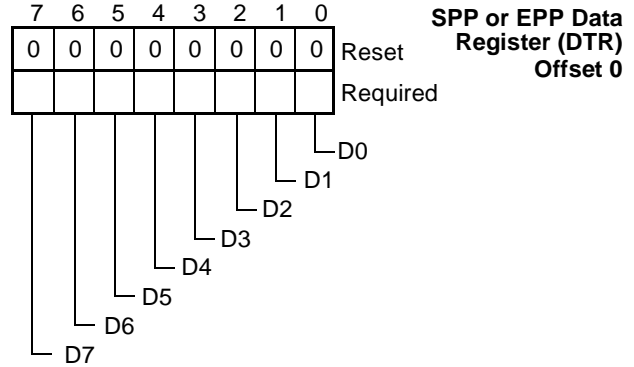 7 6 5 4 3 2 1 0
SPP or EPP Data
Register (DTR)
Offset 0
0 0 0 0 0 0 0 0 Reset
Required
D0
D1
D2
D3
D4
D5
D6
D7